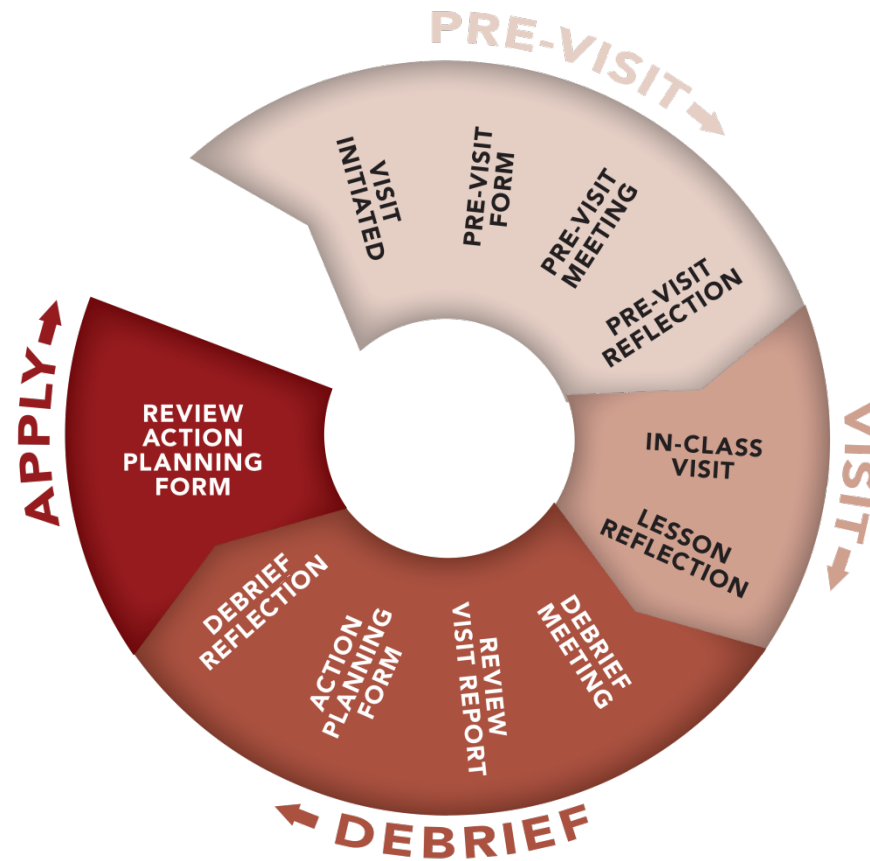 PRE-VISIT
VISIT
INITIATED
PRE-VISIT
FORM
PRE-VISIT
MEETING
PRE-VISIT
REFLECTION
VISIT
IN-CLASS
VISIT
LESSON
REFLECTION
DEBRIEF
DEBRIEF
MEETING
REVIEW
VISIT REPORT
ACTION
PLANNING
FORM
DEBRIEF
REFLECTION
APPLY
REVIEW
ACTION
PLANNING
FORM